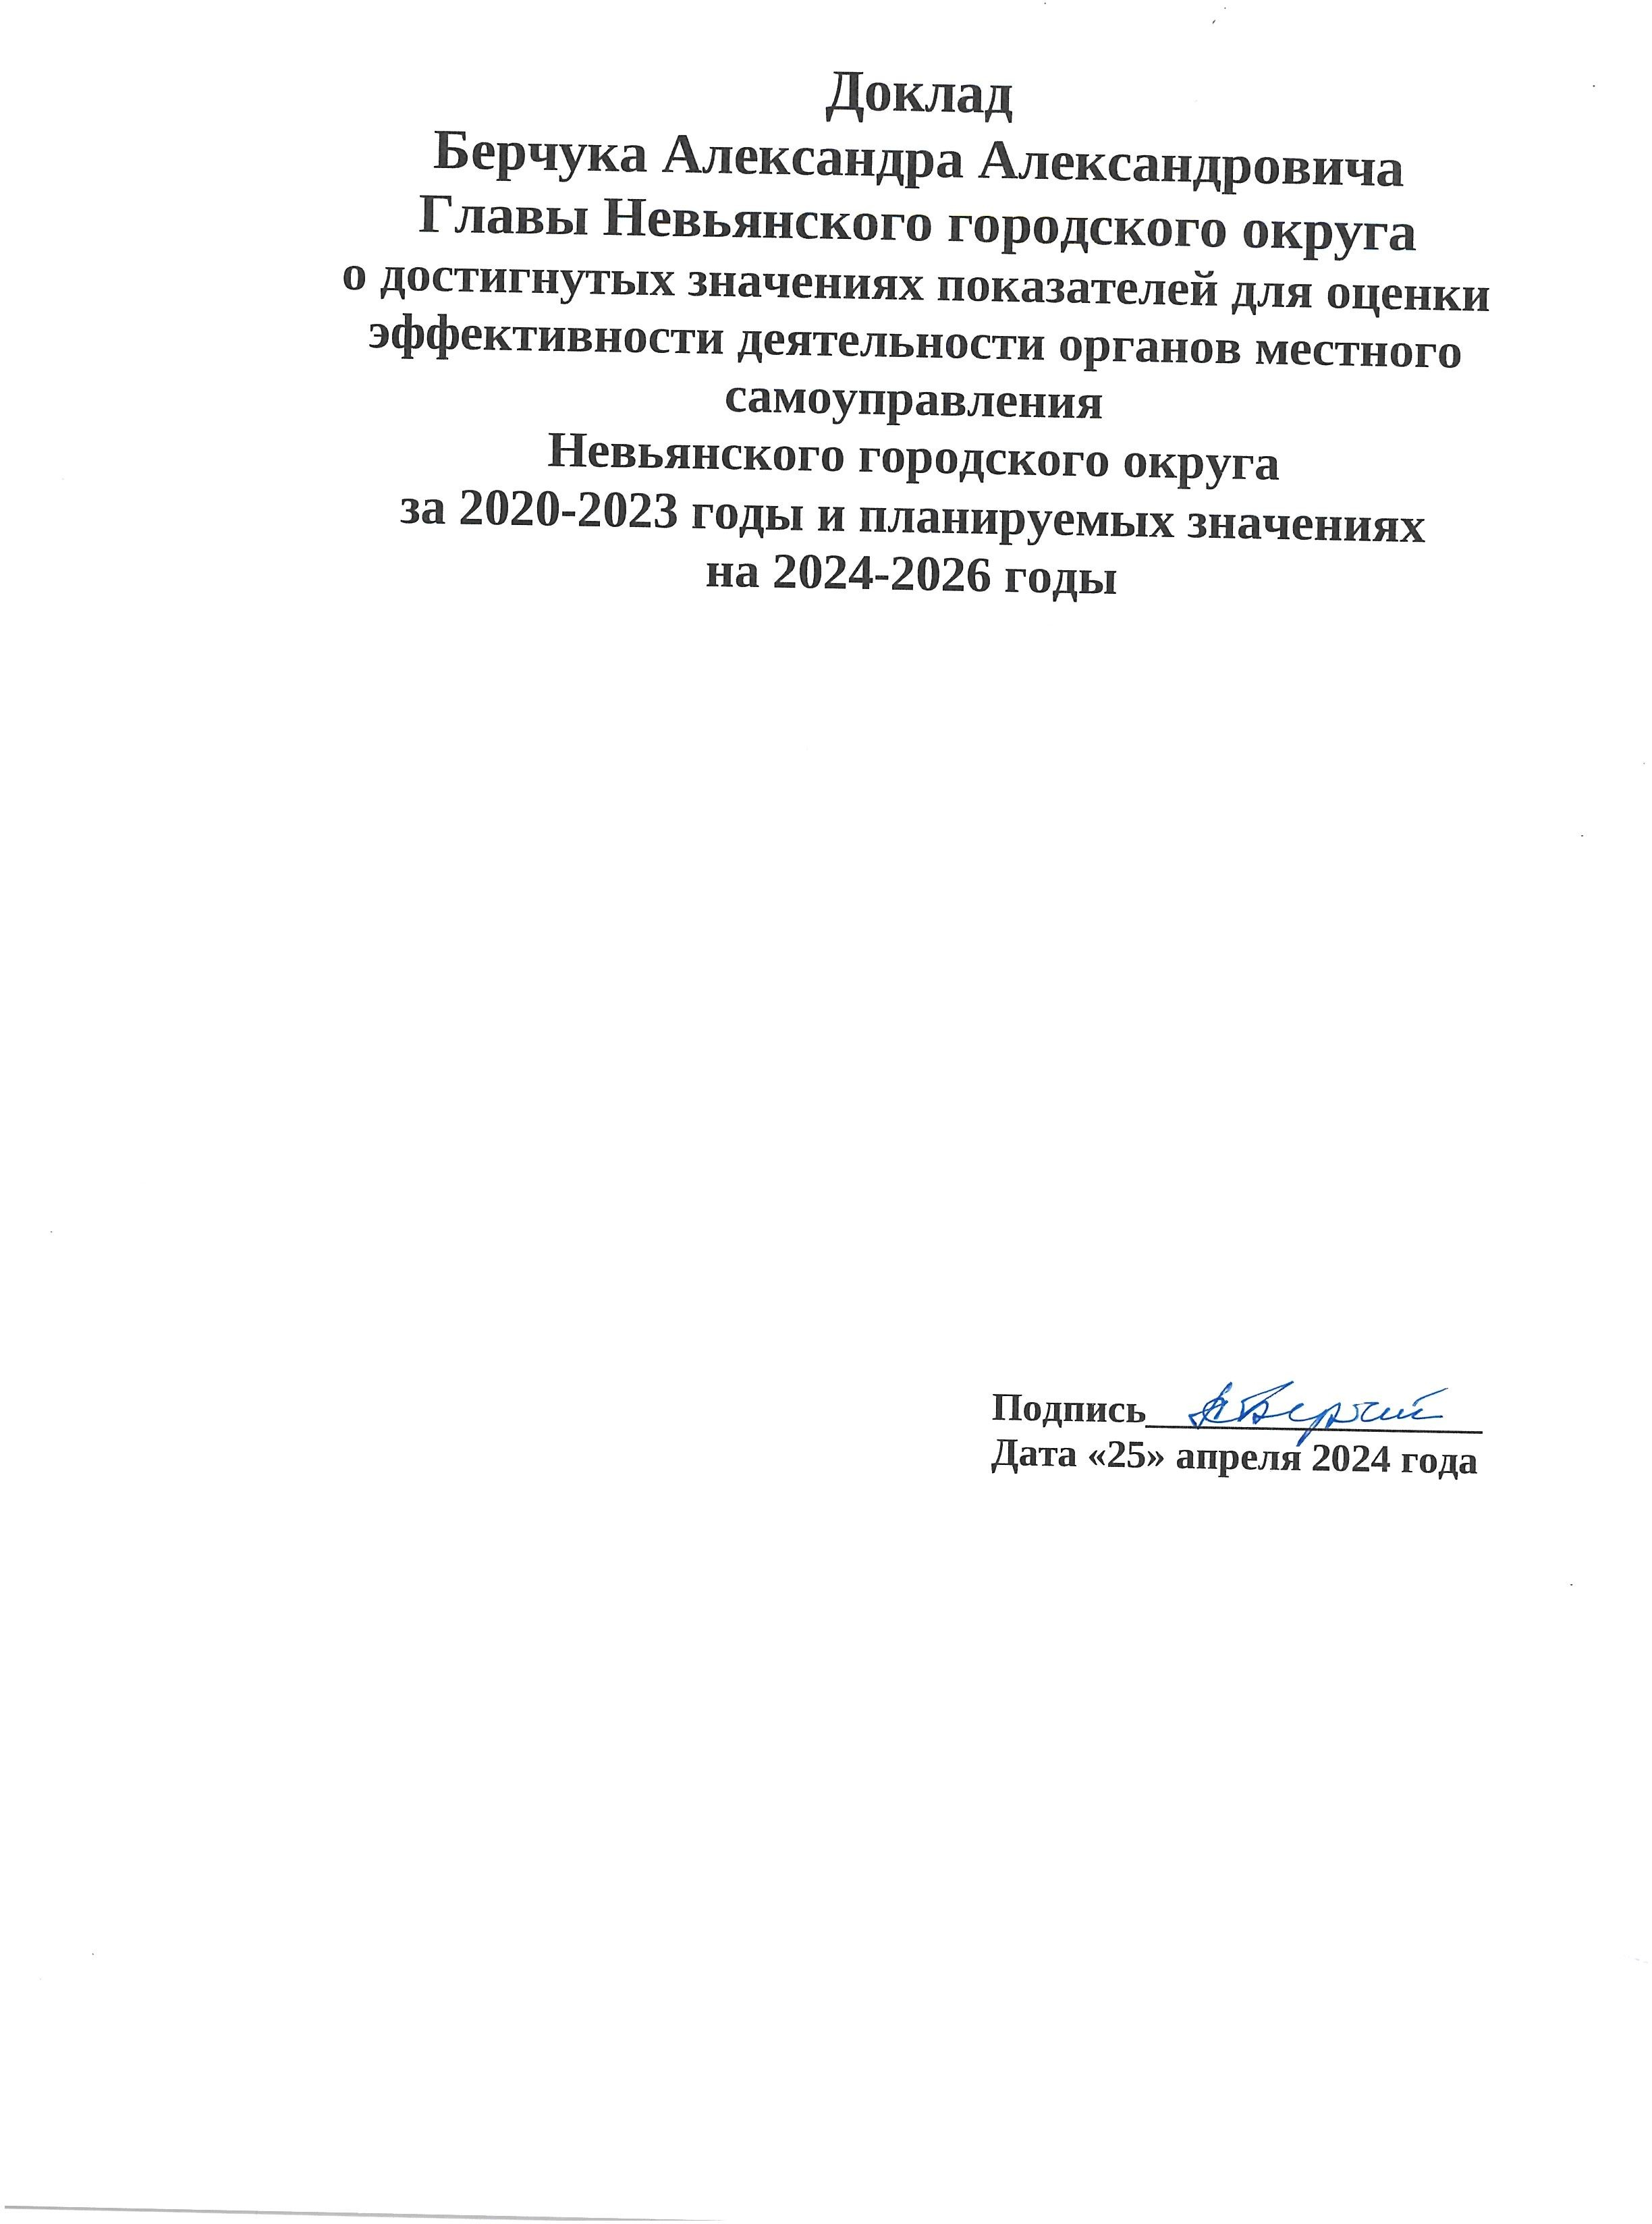 Доклад
Берчука Александра Александровича
Главы Невьянского городского округа
о достигнутых значениях показателей для оценки
эффективности деятельности органов местного
самоуправления
Невьянского городского округа
за 2020-2023 годы и планируемых значениях
на 2024-2026 годы
Подпись
Дата «25» апреля 2024 года